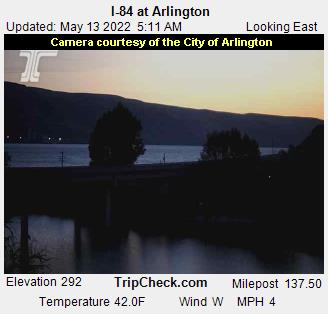 I-84 at Arlington
Updated: May 13 2022 5:11 AM Looking East
Camera courtesy of the City of Arlington
Elevation 292 TripCheck.com Milepost 137.50
Temperature 42.0F Wind W MPH 4